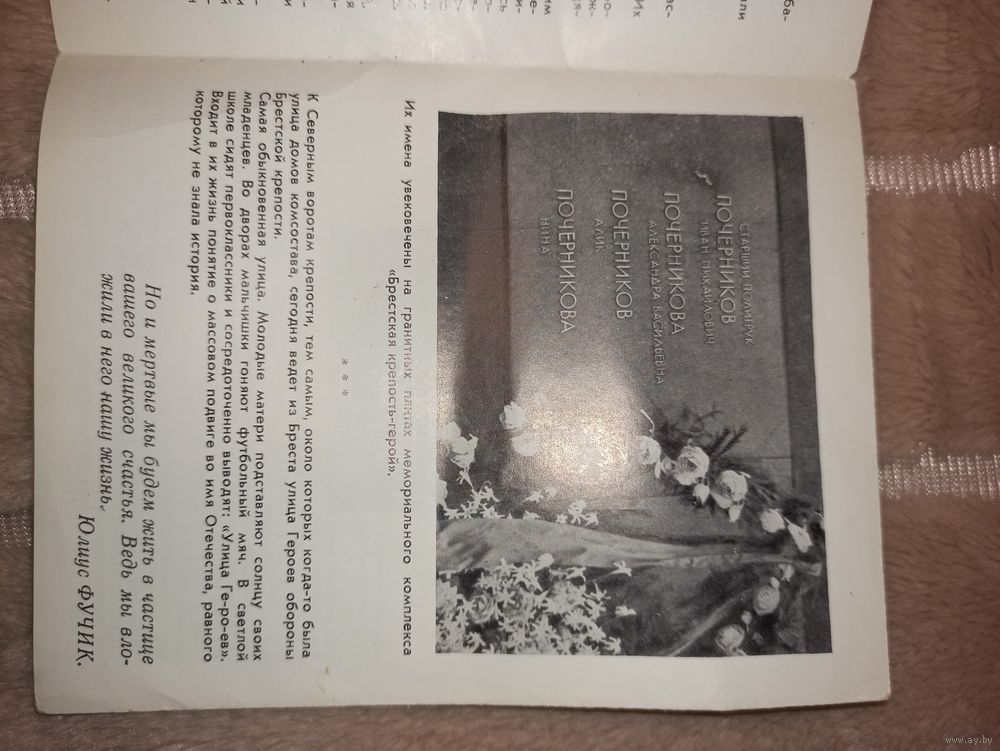 СТАРШИЙ ПОЛИТРУК
ПОЧЕРНИКОВ
ИВАН МИХАЙЛОВИЧ
ПОЧЕРНИКОВА
АЛЕКСАНДРА ВАСИЛЬЕВНА
ПОЧЕРНИКОВ
АЛИК
ПОЧЕРНИКОВА
НИНА
Их имена увековечены на гранитных плитах мемориального комплекса
«Брестская крепость-герой».
* * *
К Северным воротам крепости, тем самым, около которых когда-то была
улица домов комсостава, сегодня ведет из Бреста улица Героев обороны
Брестской крепости.
Самая обыкновенная улица. Молодые матери подставляют солнцу своих
младенцев. Во дворах мальчишки гоняют футбольный мяч. В светлой
школе сидят первоклассники и сосредоточенно выводят: «Улица Ге-ро-ев».
Входит в их жизнь понятие о массовом подвиге во имя Отечества, равного
которому не знала история.
Но и мертвые мы будем жить в частице
вашего великого счастья. Ведь мы вло-
жили в него нашу жизнь.
Юлиус ФУЧИК.
www.ay.by